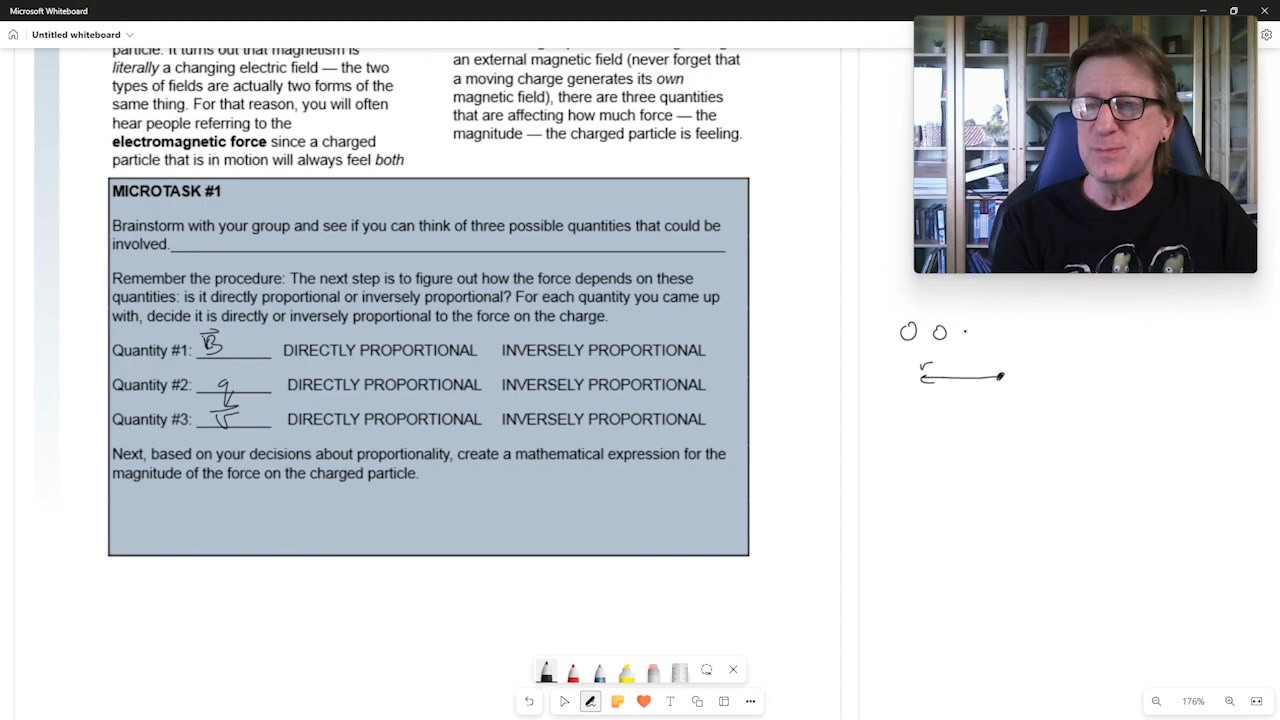 Microsoft Whiteboard
Untitled whiteboard
particle. It turns out that magnetism is
literally a changing electric field — the two
types of fields are actually two forms of the
same thing. For that reason, you will often
hear people referring to the
electromagnetic force since a charged
particle that is in motion will always feel both
an external magnetic field (never forget that
a moving charge generates its own
magnetic field), there are three quantities
that are affecting how much force — the
magnitude — the charged particle is feeling.
MICROTASK #1
Brainstorm with your group and see if you can think of three possible quantities that could be
involved.
Remember the procedure: The next step is to figure out how the force depends on these
quantities: is it directly proportional or inversely proportional? For each quantity you came up
with, decide it is directly or inversely proportional to the force on the charge.
Quantity #1: B DIRECTLY PROPORTIONAL INVERSELY PROPORTIONAL
Quantity #2: q DIRECTLY PROPORTIONAL INVERSELY PROPORTIONAL
Quantity #3: v DIRECTLY PROPORTIONAL INVERSELY PROPORTIONAL
Next, based on your decisions about proportionality, create a mathematical expression for the
magnitude of the force on the charged particle.
176%